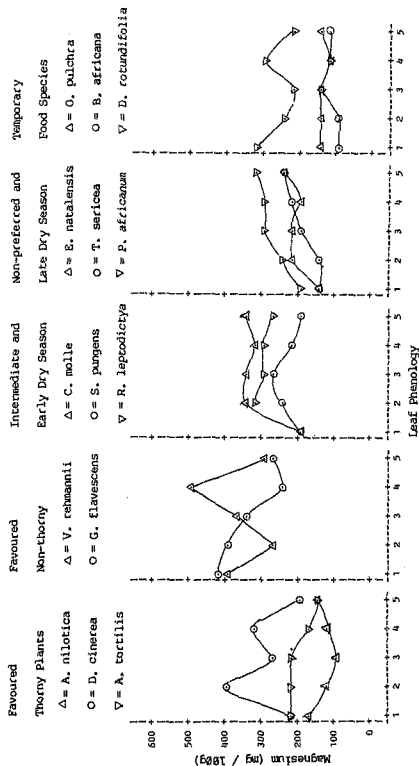 Favoured
Thorny Plants
△ = A. nilotica
O = D. cinerea
▽ = A. tortilis
Favoured
Non-thorny
△ = V. rehmannii
O = G. flavescens
Intermediate and
Early Dry Season
△ = C. molle
O = S. pungens
▽ = R. leptodictya
Non-preferred and
Late Dry Season
△ = E. natalensis
O = T. sericea
▽ = P. africanum
Temporary
Food Species
△ = O. pulchra
O = B. africana
▽ = D. rotundifolia
Magnesium (mg / 100g)
600
500
400
300
200
100
0
1 2 3 4 5
1 2 3 4 5
1 2 3 4 5
1 2 3 4 5
1 2 3 4 5
Leaf Phenology